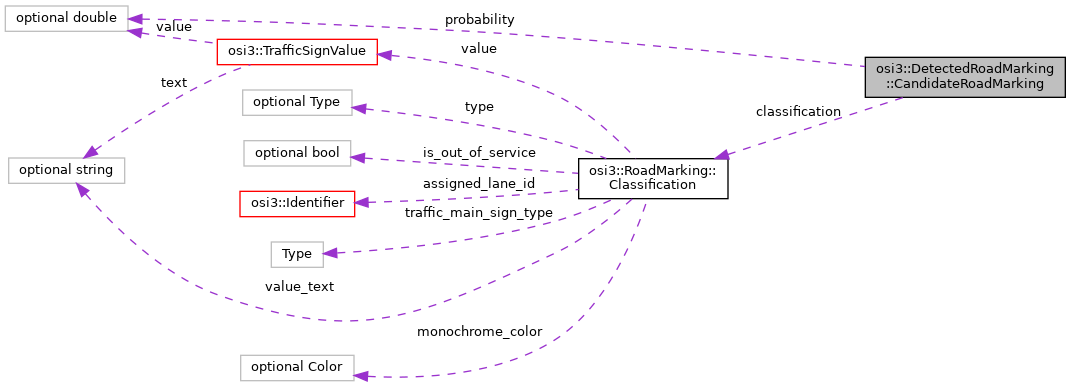 optional double
probability
value
osi3::TrafficSignValue
value
osi3::DetectedRoadMarking
::CandidateRoadMarking
text
optional Type
type
classification
optional bool
is_out_of_service
optional string
osi3::RoadMarking::
Classification
assigned_lane_id
osi3::Identifier
traffic_main_sign_type
Type
value_text
monochrome_color
optional Color